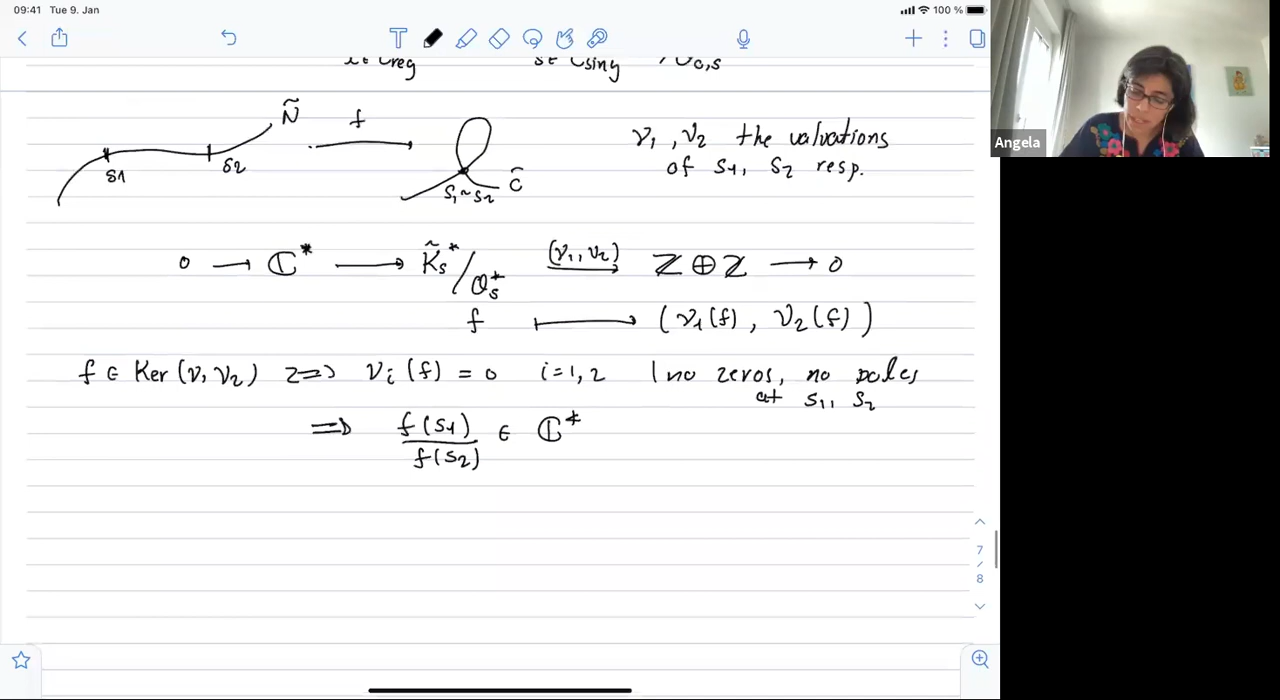 09:41 Tue 9. Jan
100 %
Ñ
f
s1
s2
s₁~s₂
C̃
ν₁, ν₂ the valuations
of s₁, s₂ resp.
0 → ℂ* → K̃s*/Os* (ν₁,ν₂) → ℤ ⊕ ℤ → 0
f ↦ (ν₁(f), ν₂(f))
f ∈ Ker(ν, ν₂) ⟺ νi(f) = 0 i=1,2 | no zeros, no poles
at s₁, s₂
⟹ f(s₁)/f(s₂) ∈ ℂ*
7
/
8
Angela